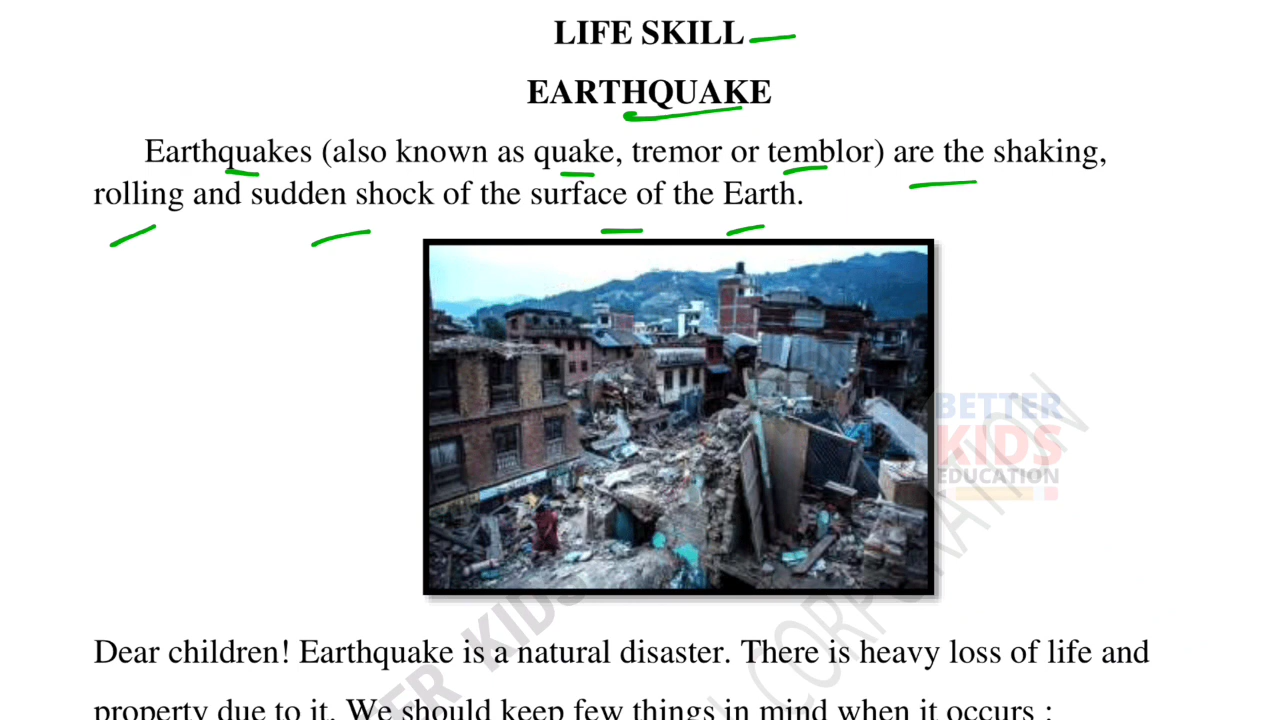 LIFE SKILL
EARTHQUAKE
Earthquakes (also known as quake, tremor or temblor) are the shaking,
rolling and sudden shock of the surface of the Earth.
BETTER
KIDS
EDUCATION
CORPORATION
Dear children! Earthquake is a natural disaster. There is heavy loss of life and
property due to it. We should keep few things in mind when it occurs :